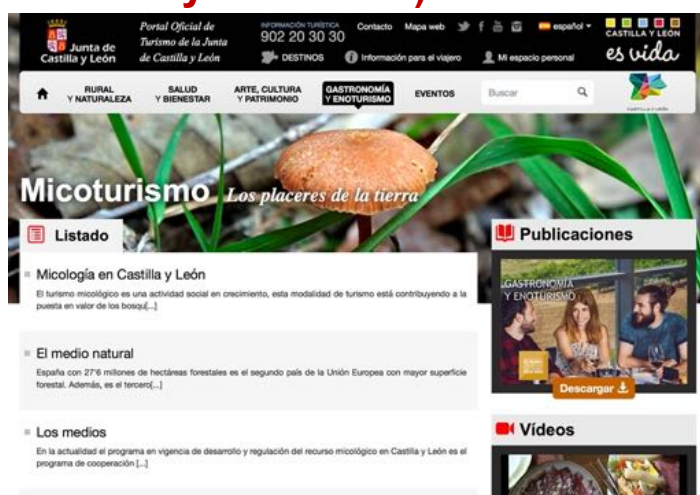 Junta de
Castilla y León
Portal Oficial de
Turismo de la Junta
de Castilla y León
INFORMACIÓN TURÍSTICA
902 20 30 30
Contacto
Mapa web
español
DESTINOS
Información para el viajero
Mi espacio personal
CASTILLA Y LEÓN
es vida
RURAL
Y NATURALEZA
SALUD
Y BIENESTAR
ARTE, CULTURA
Y PATRIMONIO
GASTRONOMÍA
Y ENOTURISMO
EVENTOS
Buscar
Micoturismo Los placeres de la tierra
Listado
Micología en Castilla y León
El turismo micológico es una actividad social en crecimiento, esta modalidad de turismo está contribuyendo a la
puesta en valor de los bosqu[...]
El medio natural
España con 27'6 millones de hectáreas forestales es el segundo país de la Unión Europea con mayor superficie
forestal. Además, es el tercero[...]
Los medios
En la actualidad el programa en vigencia de desarrollo y regulación del recurso micológico en Castilla y León es el
programa de cooperación [...]
Publicaciones
GASTRONOMÍA
Y ENOTURISMO
Descargar
Vídeos